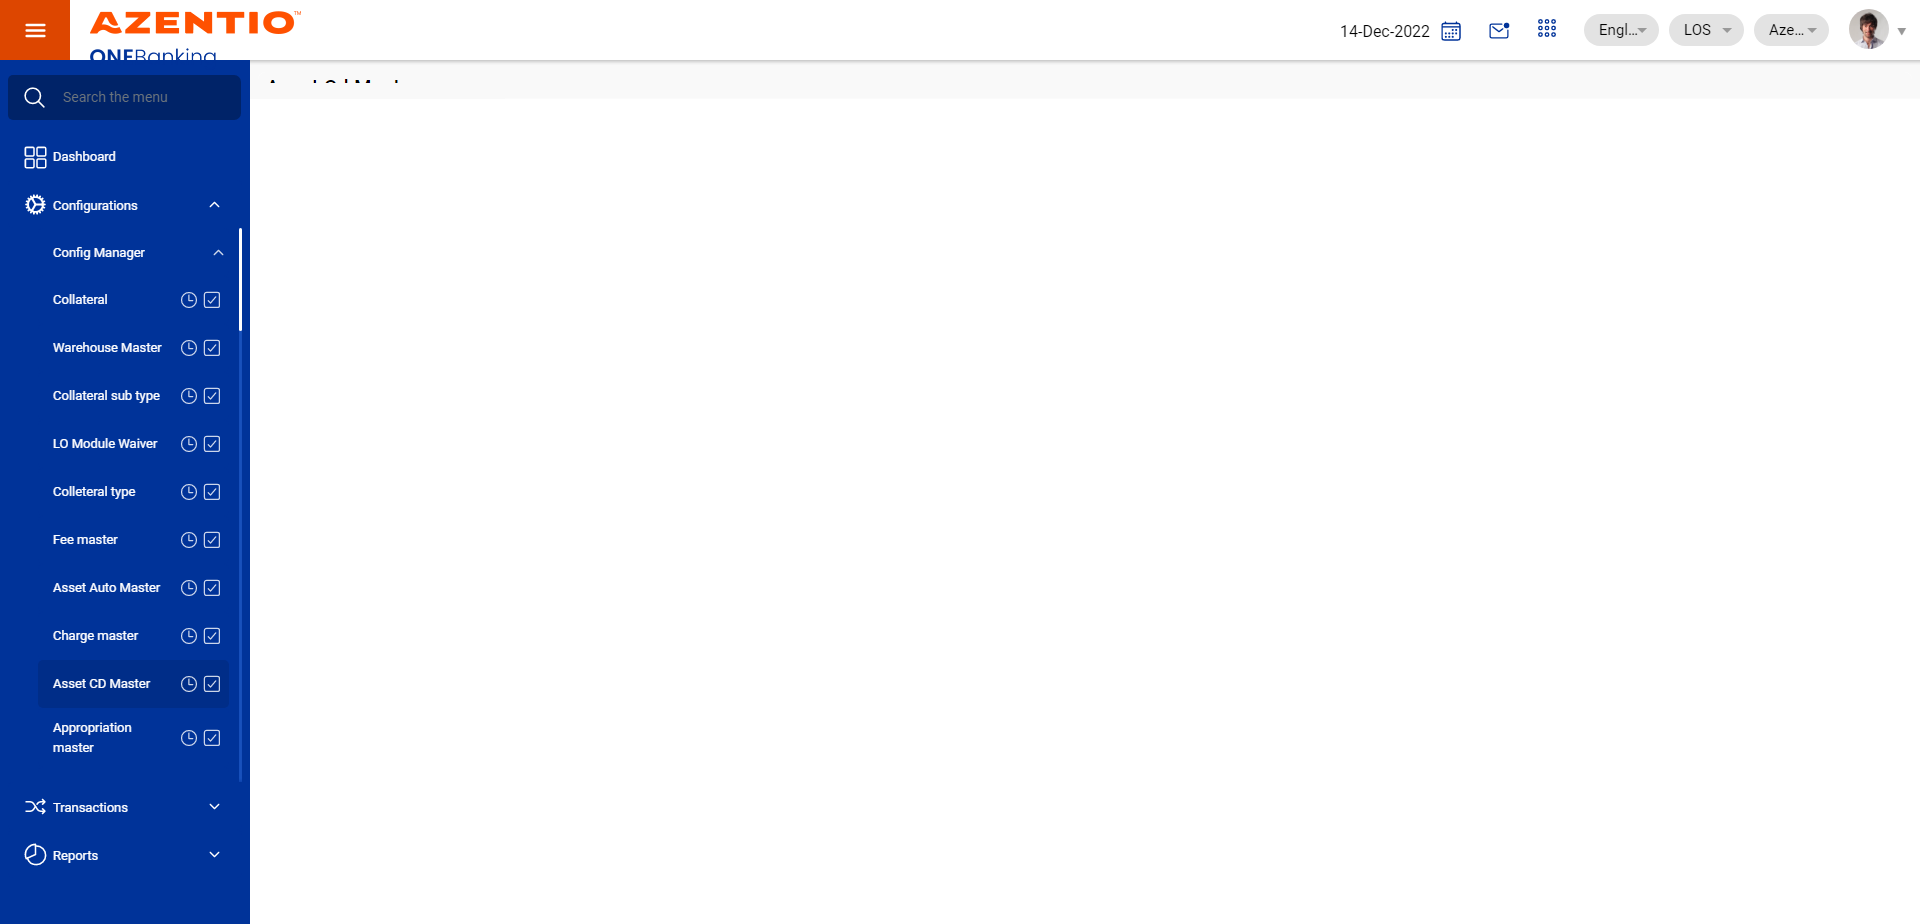 AZENTIO™
ONEBanking
14-Dec-2022
Engl...
LOS
Aze...
Search the menu
Dashboard
Configurations
Config Manager
Collateral
Warehouse Master
Collateral sub type
LO Module Waiver
Colleteral type
Fee master
Asset Auto Master
Charge master
Asset CD Master
Appropriation
master
Transactions
Reports